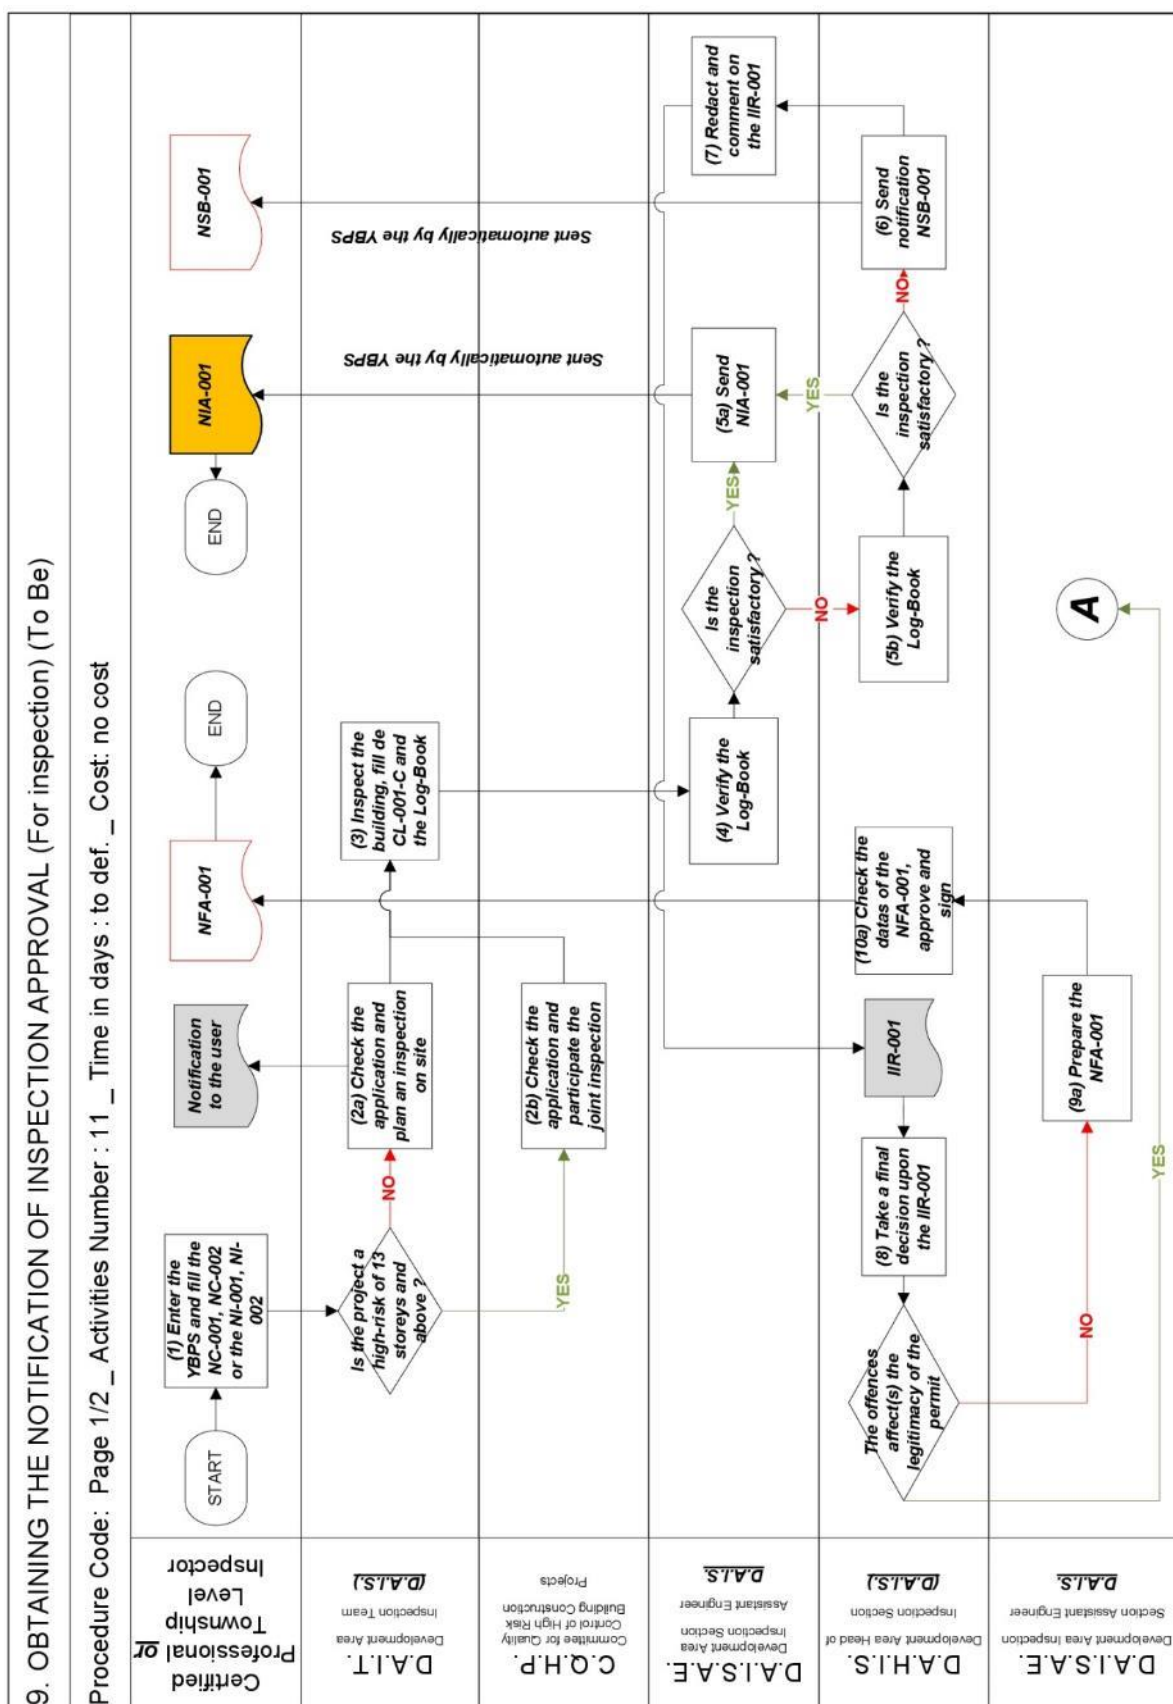 9. OBTAINING THE NOTIFICATION OF INSPECTION APPROVAL (For inspection) (To Be)
Procedure Code: Page 1/2 _ Activities Number : 11 _ Time in days : to def. _ Cost: no cost
Certified
Professional or
Township
Level
Inspector
START
(1) Enter the
YBPS and fill the
NC-001, NC-002
or the NI-001, NI-
002
Notification
to the user
NFA-001
END
END
NIA-001
NSB-001
D.A.I.T.
Development Area
Inspection Team
(D.A.I.S.)
Is the project a
high-risk of 13
storeys and
above ?
NO
(2a) Check the
application and
plan an inspection
on site
(3) Inspect the
building, fill de
CL-001-C and
the Log-Book
Sent automatically by the YBPS
Sent automatically by the YBPS
C.Q.H.P.
Committee for Quality
Control of High Risk
Building Construction
Projects
YES
(2b) Check the
application and
participate the
joint inspection
D.A.I.S.A.E.
Development Area
Inspection Section
Assistant Engineer
D.A.I.S.
(4) Verify the
Log-Book
Is the
inspection
satisfactory ?
YES
NO
(5a) Send
NIA-001
(7) Redact and
comment on
the IIR-001
D.A.H.I.S.
Development Area Head of
Inspection Section
(D.A.I.S.)
The offences
affect(s) the
legitimacy of the
permit
(8) Take a final
decision upon
the IIR-001
IIR-001
(10a) Check the
datas of the
NFA-001,
approve and
sign
(5b) Verify the
Log-Book
Is the
inspection
satisfactory ?
YES
NO
(6) Send
notification
NSB-001
D.A.I.S.A.E.
Development Area Inspection
Section Assistant Engineer
D.A.I.S.
NO
(9a) Prepare the
NFA-001
YES
A